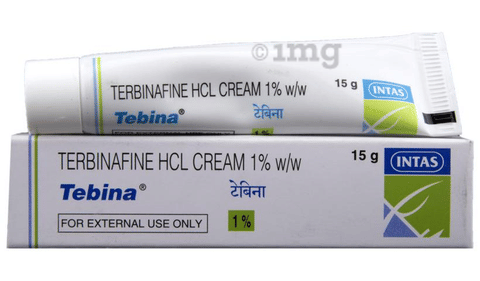 1mg
TERBINAFINE HCL CREAM 1% w/w
15 g
INTAS
Tebina®
टेबिना
1%
TERBINAFINE HCL CREAM 1% w/w
15 g
INTAS
Tebina®
टेबिना
FOR EXTERNAL USE ONLY
1%